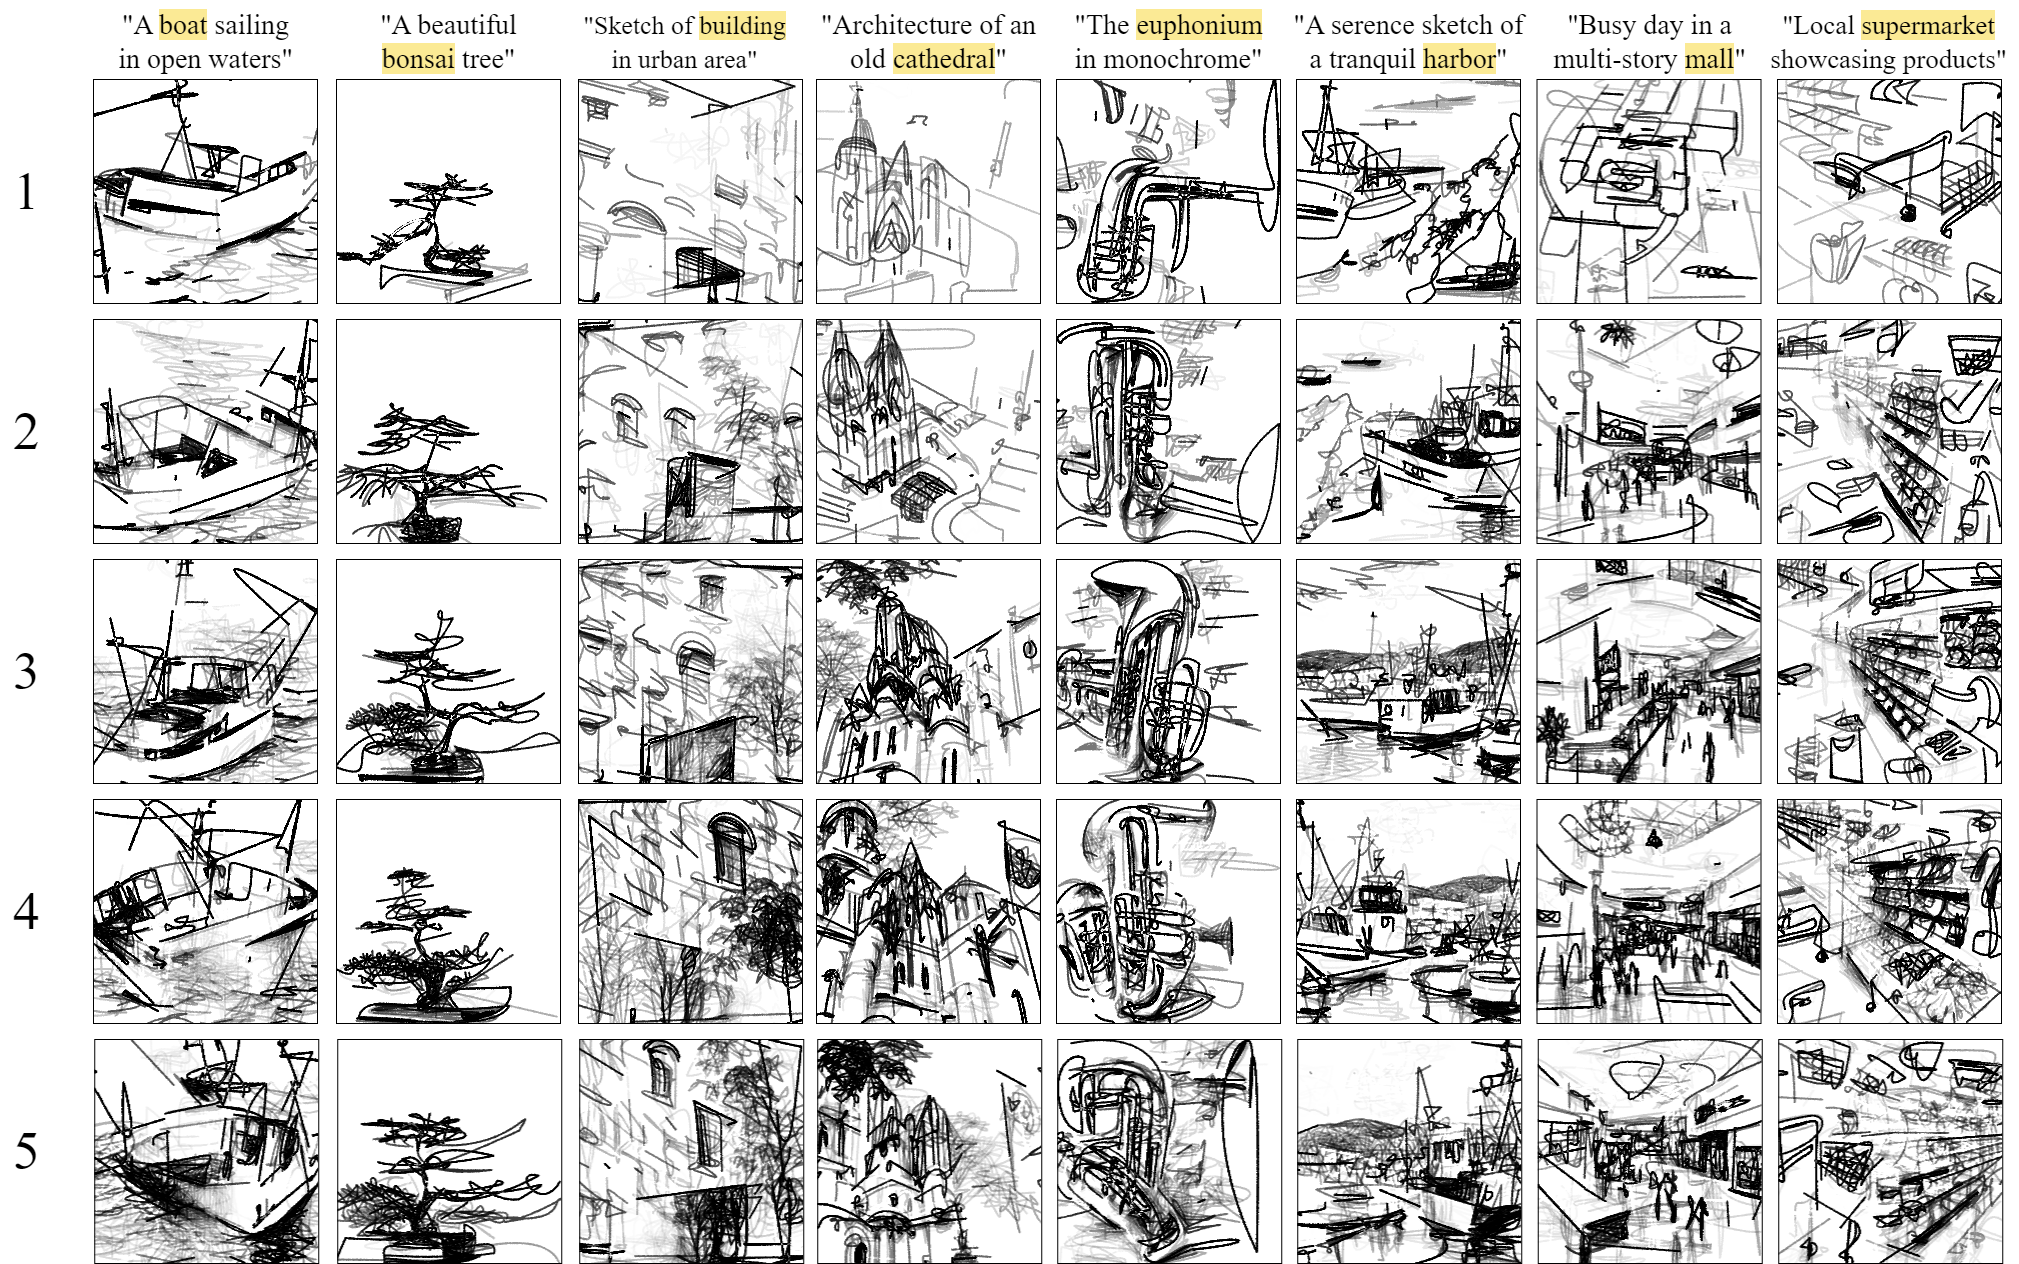 "A boat sailing
in open waters"
"A beautiful
bonsai tree"
"Sketch of building
in urban area"
"Architecture of an
old cathedral"
"The euphonium
in monochrome"
"A serence sketch of
a tranquil harbor"
"Busy day in a
multi-story mall"
"Local supermarket
showcasing products"
1
2
3
4
5